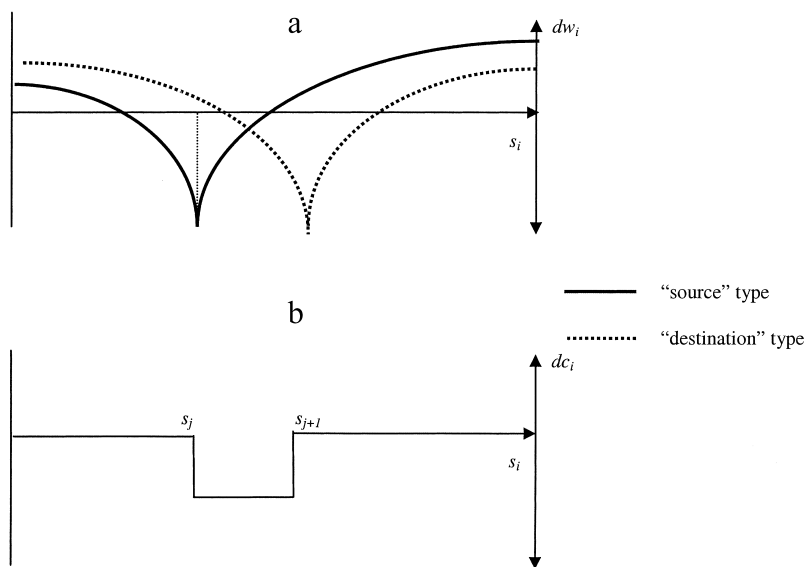 a
dwᵢ
sᵢ
b
“source” type
“destination” type
dcᵢ
sⱼ
sⱼ₊₁
sᵢ